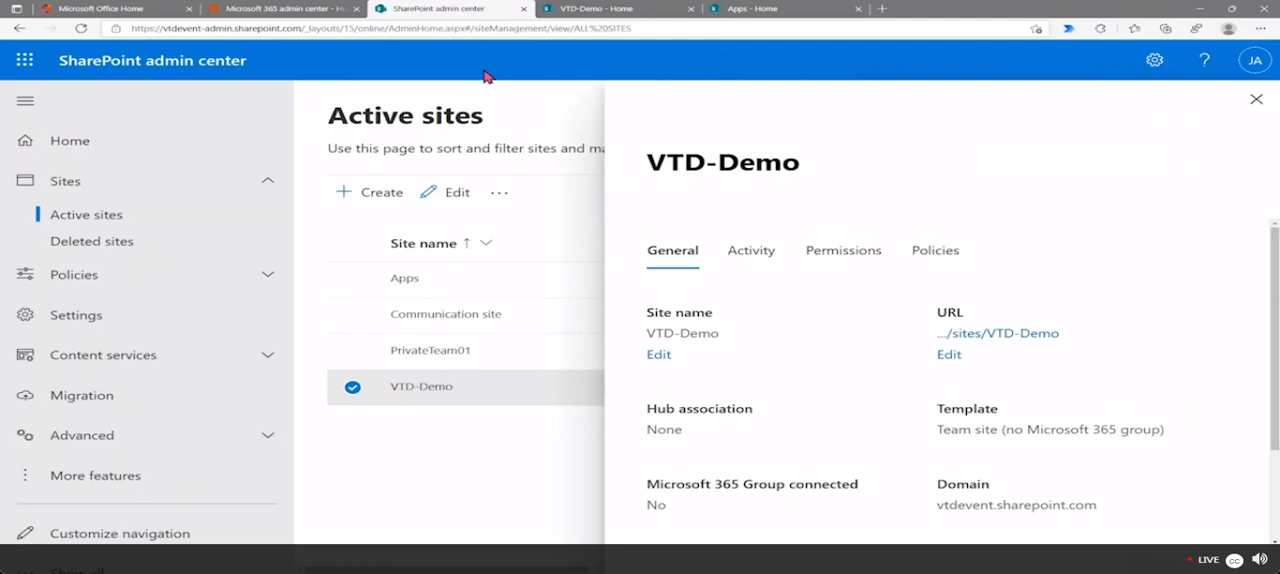 Microsoft Office Home
Microsoft 365 admin center - H
SharePoint admin center
VTD-Demo - Home
Apps - Home
https://vtdevent-admin.sharepoint.com/_layouts/15/online/AdminHome.aspx#/siteManagement/view/ALL%20SITES
SharePoint admin center
?
JA
Home
Sites
Active sites
Deleted sites
Policies
Settings
Content services
Migration
Advanced
More features
Customize navigation
Show all
Active sites
Use this page to sort and filter sites and ma
+ Create
Edit
...
Site name ↑
Apps
Communication site
PrivateTeam01
VTD-Demo
VTD-Demo
General Activity Permissions Policies
Site name
VTD-Demo
Edit
URL
.../sites/VTD-Demo
Edit
Hub association
None
Template
Team site (no Microsoft 365 group)
Microsoft 365 Group connected
No
Domain
vtdevent.sharepoint.com
LIVE
CC